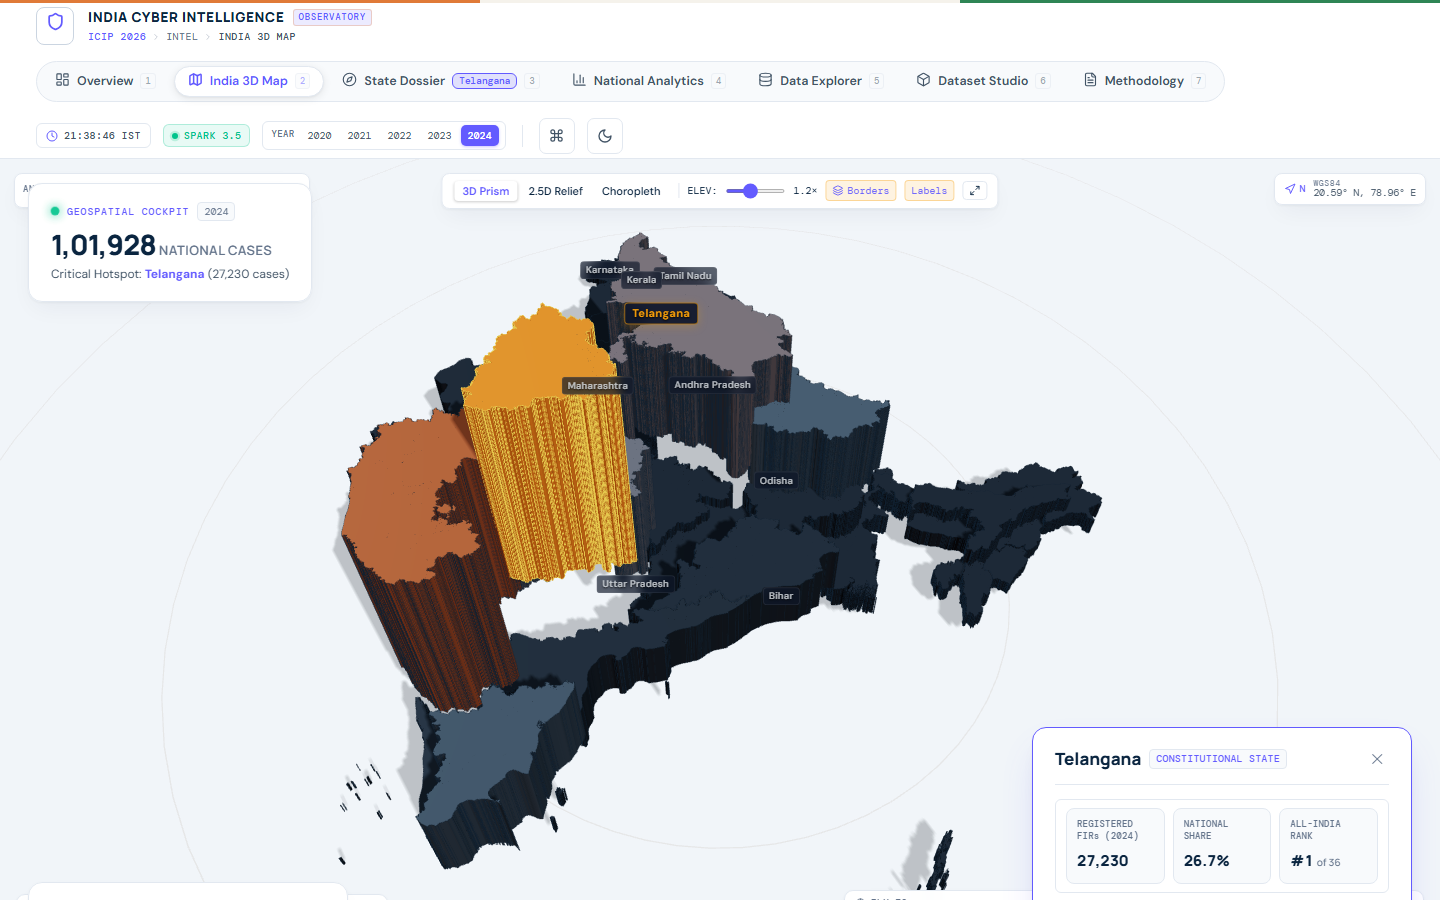 INDIA CYBER INTELLIGENCE OBSERVATORY
ICIP 2026 › INTEL › INDIA 3D MAP
Overview 1 India 3D Map 2 State Dossier Telangana 3 National Analytics 4 Data Explorer 5 Dataset Studio 6 Methodology 7
21:38:46 IST SPARK 3.5 YEAR 2020 2021 2022 2023 2024
3D Prism 2.5D Relief Choropleth ELEV: 1.2× Borders Labels
N WGS84
20.59° N, 78.96° E
GEOSPATIAL COCKPIT 2024
1,01,928 NATIONAL CASES
Critical Hotspot: Telangana (27,230 cases)
Karnataka
Tamil Nadu
Kerala
Telangana
Maharashtra
Andhra Pradesh
Odisha
Uttar Pradesh
Bihar
Telangana CONSTITUTIONAL STATE
REGISTERED FIRs (2024)
27,230
NATIONAL SHARE
26.7%
ALL-INDIA RANK
#1 of 36